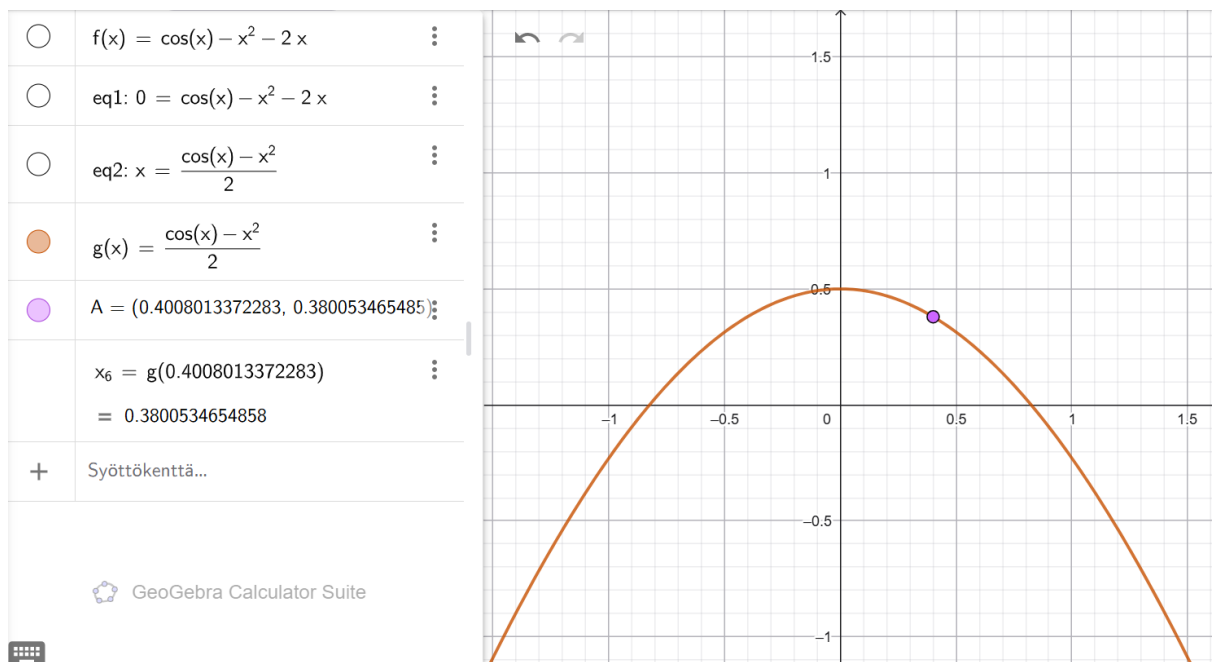 f(x) = cos(x) – x² – 2 x
eq1: 0 = cos(x) – x² – 2 x
eq2: x = (cos(x) – x²)/2
g(x) = (cos(x) – x²)/2
A = (0.4008013372283, 0.380053465485)
x₆ = g(0.4008013372283)
= 0.3800534654858
+ Syöttökenttä...
GeoGebra Calculator Suite
1.5
1
0.5
–1 –0.5 0 0.5 1 1.5
–0.5
–1